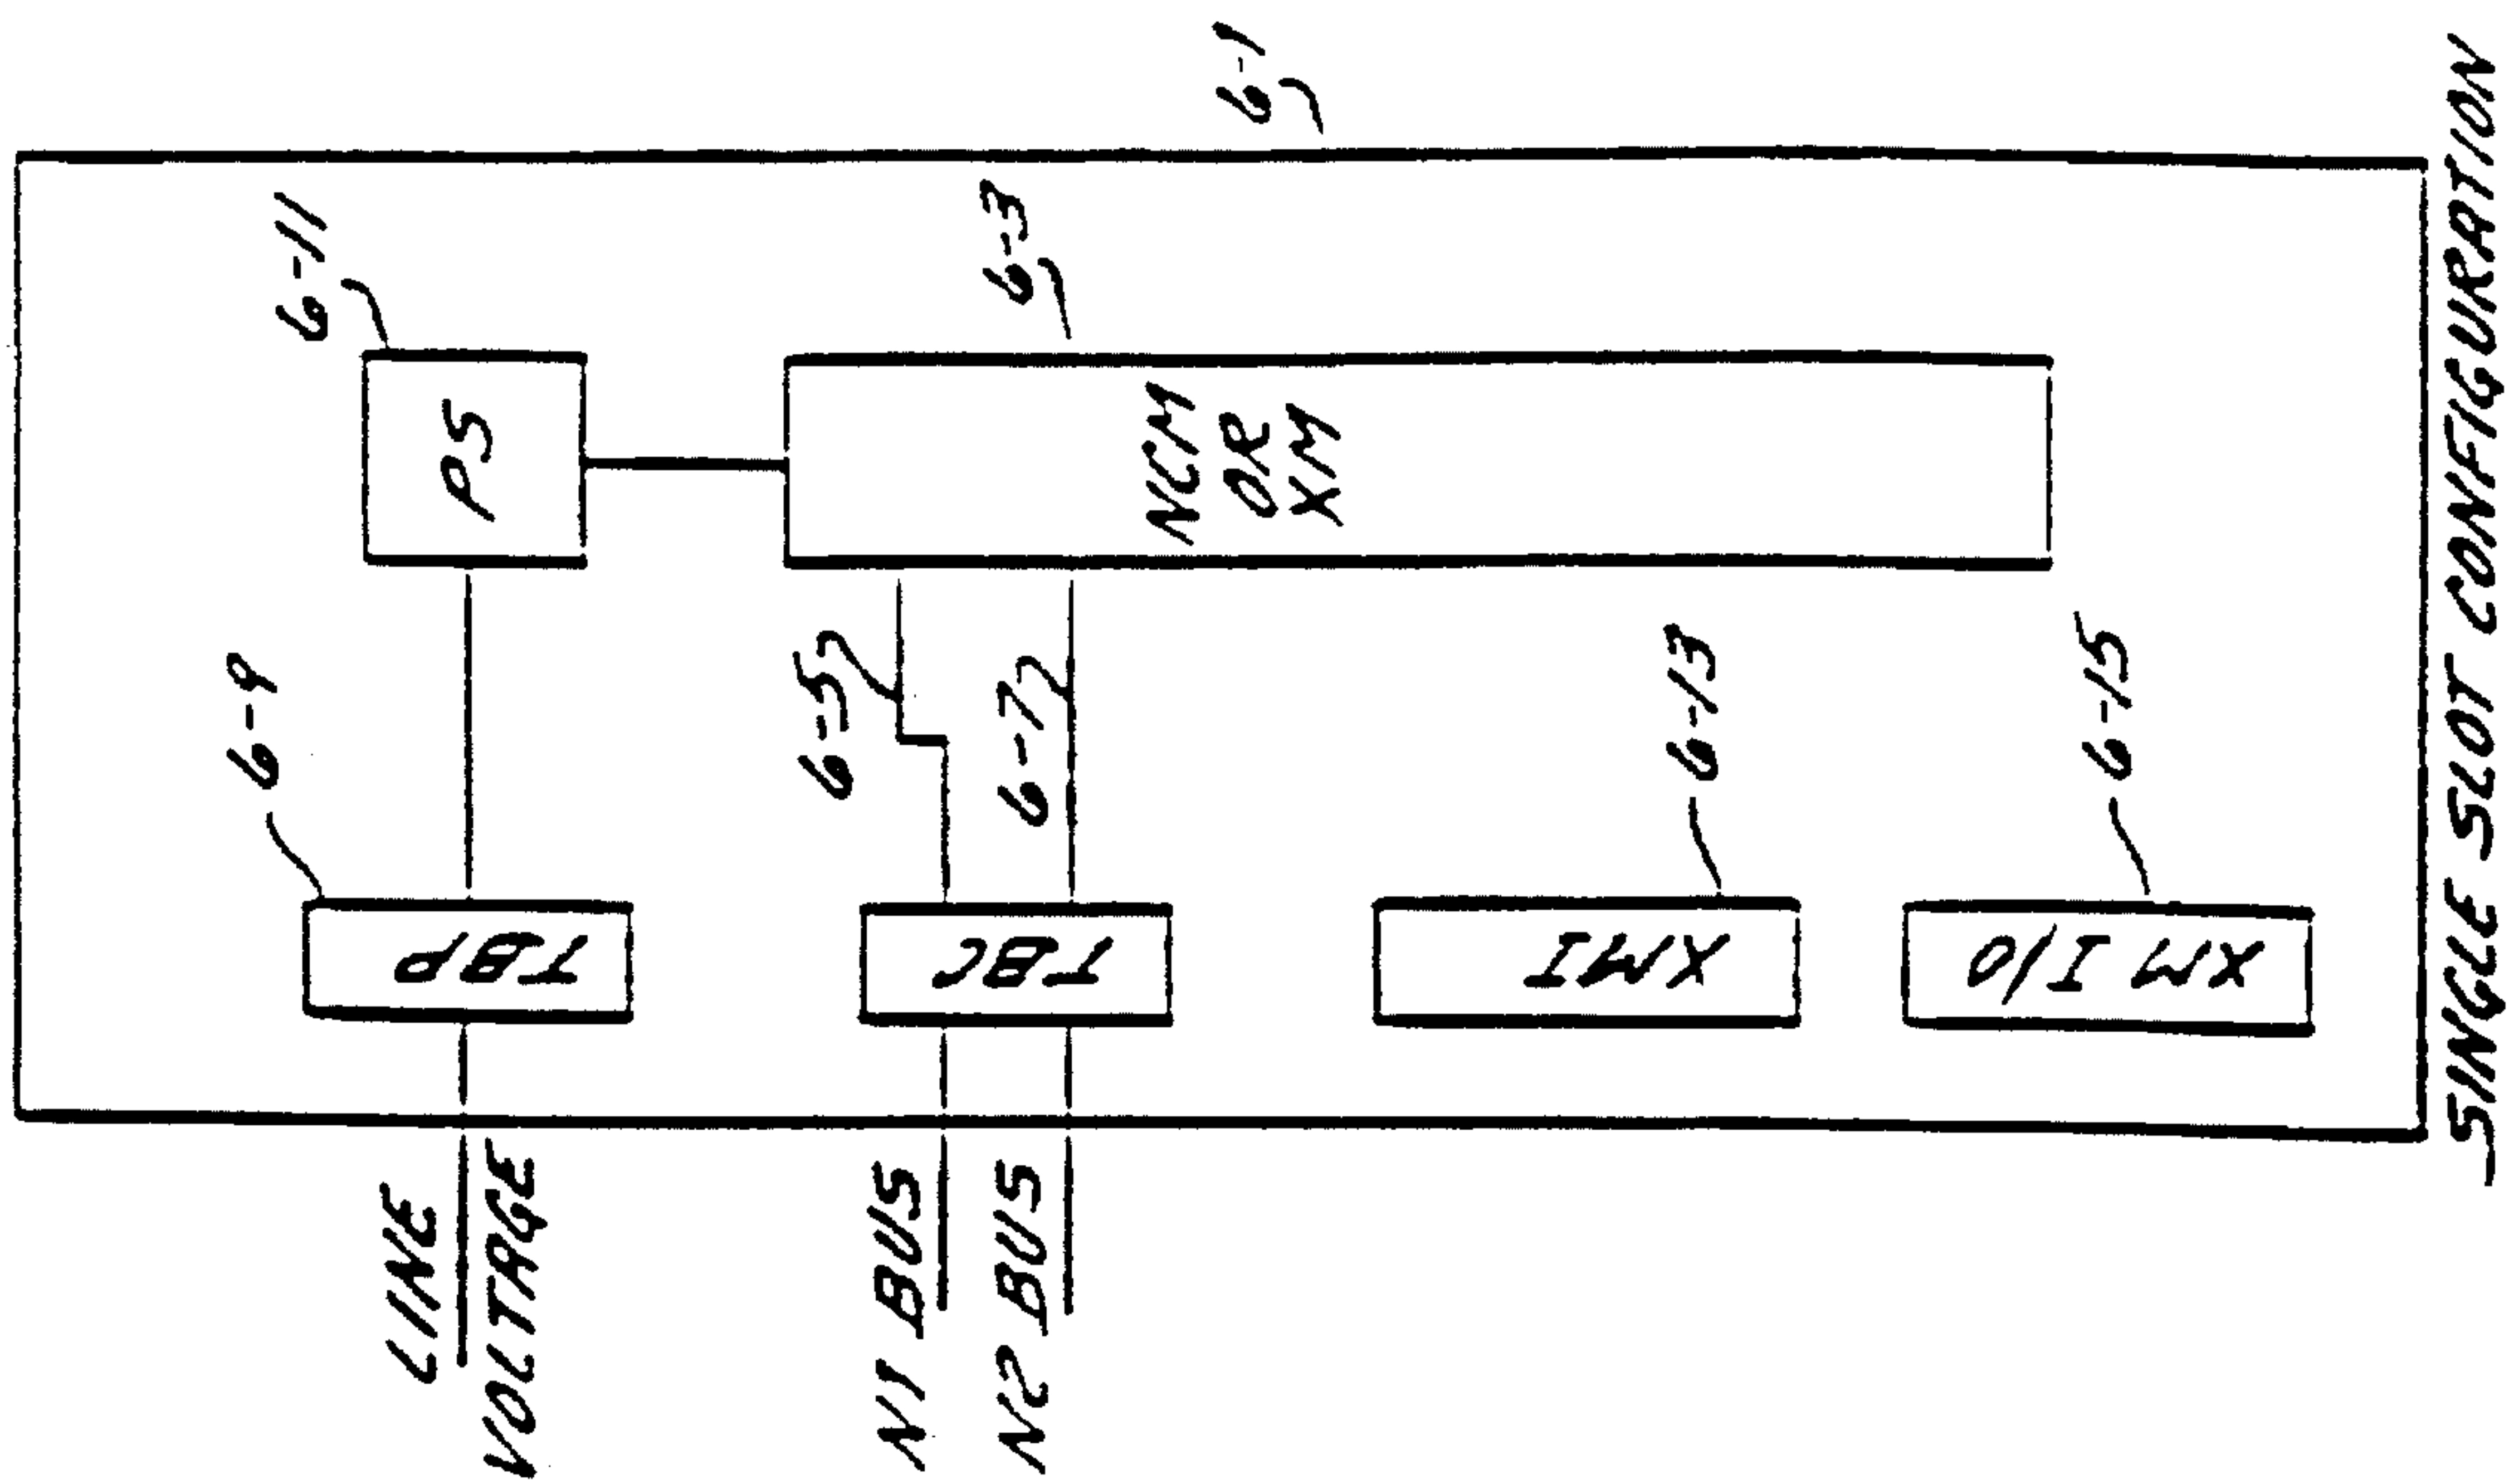 6-9
6-11
LINE
VOLTAGE
TBP
PS
6-5
N1 BUS
6-7
N2 BUS
TBC
6-3
NCM
OR
XM
6-1
XMI
6-13
XM I/O
6-15
SINGLE SLOT CONFIGURATION